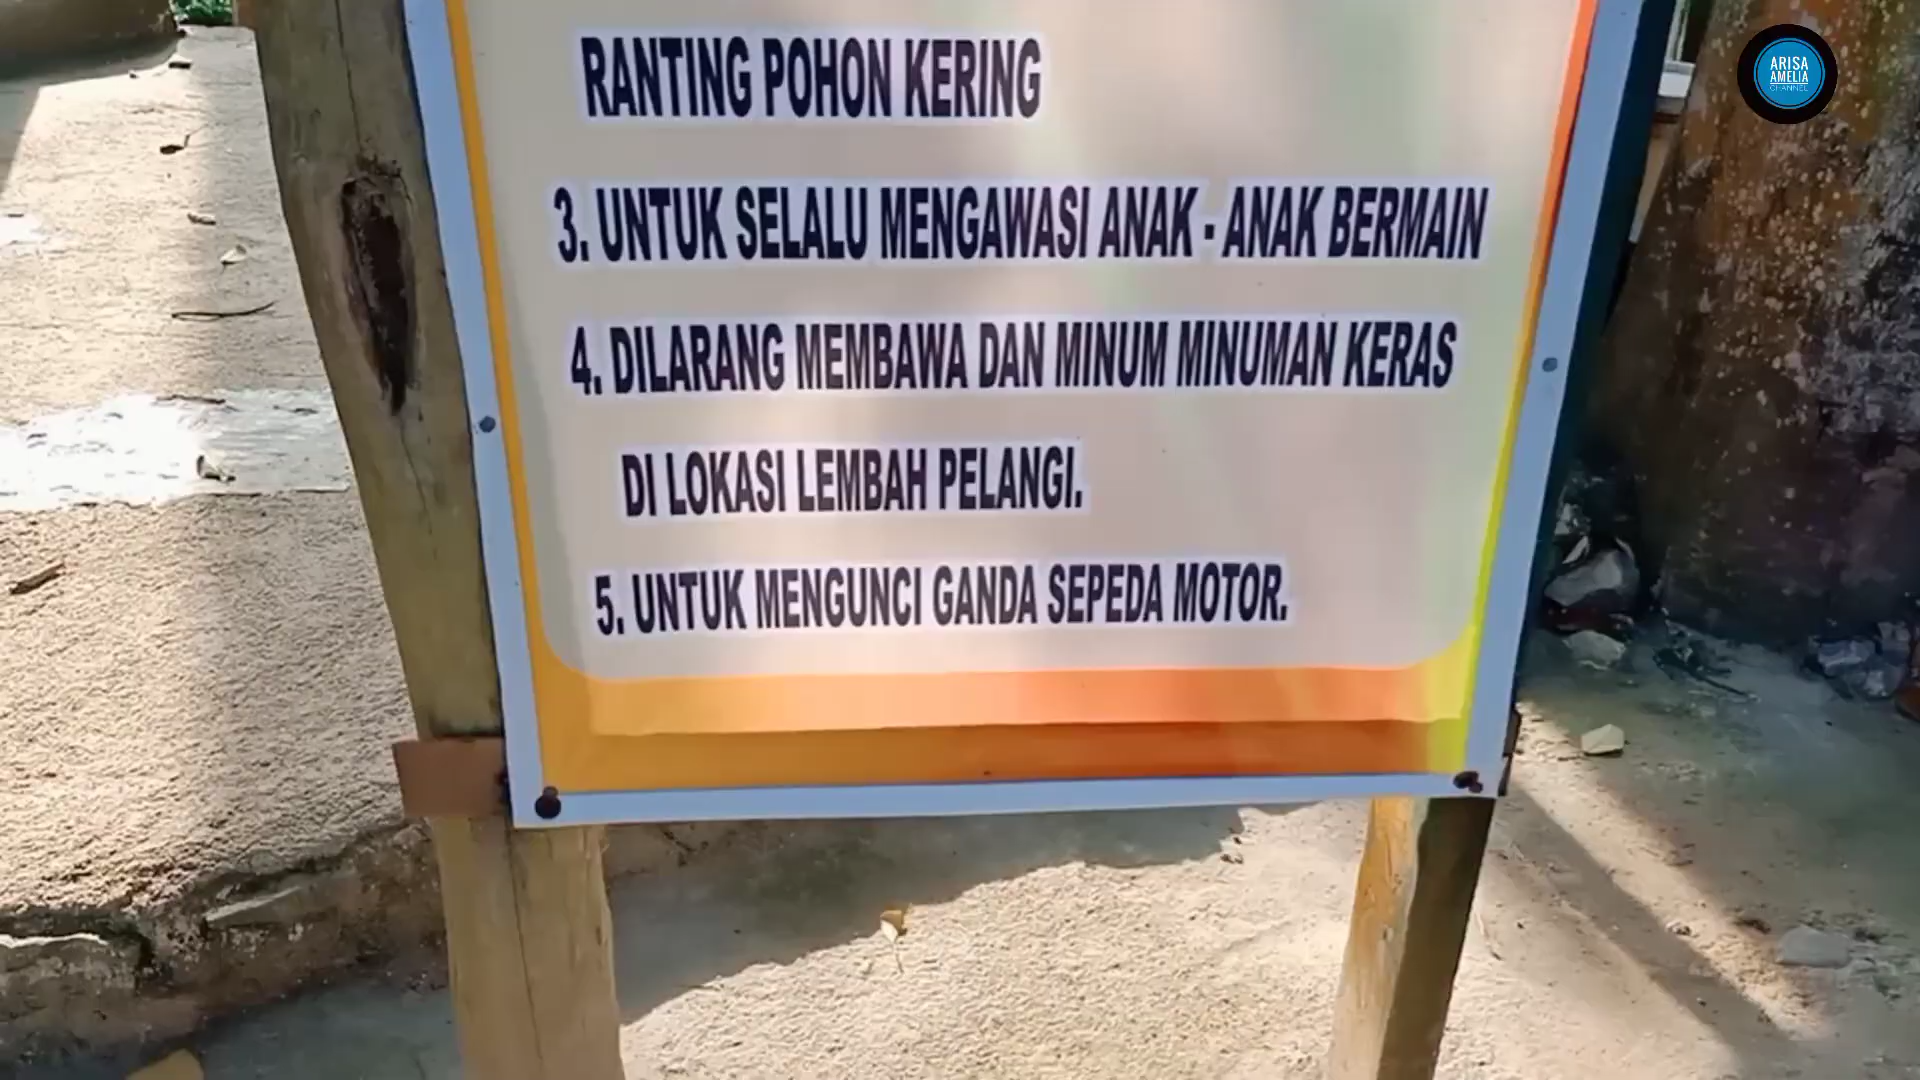 RANTING POHON KERING
3. UNTUK SELALU MENGAWASI ANAK - ANAK BERMAIN
4. DILARANG MEMBAWA DAN MINUM MINUMAN KERAS
DI LOKASI LEMBAH PELANGI.
5. UNTUK MENGUNCI GANDA SEPEDA MOTOR.
ARISA
AMELIA
CHANNEL